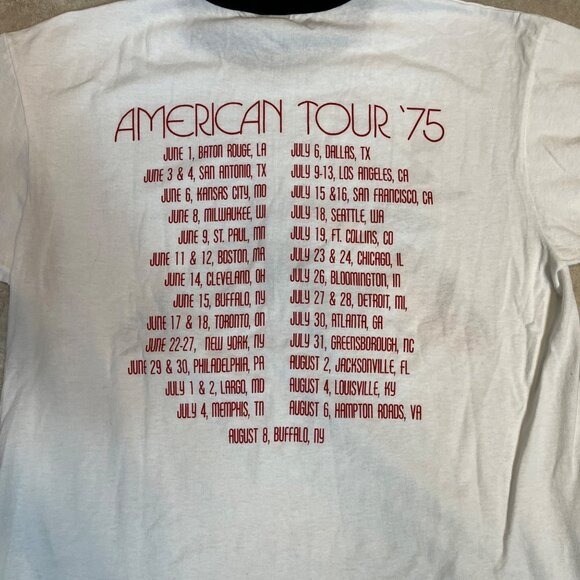 AMERICAN TOUR '75
JUNE 1, BATON ROUGE, LA
JUNE 3 & 4, SAN ANTONIO, TX
JUNE 6, KANSAS CITY, MO
JUNE 8, MILWAUKEE, WI
JUNE 9, ST. PAUL, MN
JUNE 11 & 12, BOSTON, MA
JUNE 14, CLEVELAND, OH
JUNE 15, BUFFALO, NY
JUNE 17 & 18, TORONTO, ON
JUNE 22-27, NEW YORK, NY
JUNE 29 & 30, PHILADELPHIA, PA
JULY 1 & 2, LARGO, MD
JULY 4, MEMPHIS, TN
JULY 6, DALLAS, TX
JULY 9-13, LOS ANGELES, CA
JULY 15 &16, SAN FRANCISCO, CA
JULY 18, SEATTLE, WA
JULY 19, FT. COLLINS, CO
JULY 23 & 24, CHICAGO, IL
JULY 26, BLOOMINGTON, IN
JULY 27 & 28, DETROIT, MI,
JULY 30, ATLANTA, GA
JULY 31, GREENSBOROUGH, NC
AUGUST 2, JACKSONVILLE, FL
AUGUST 4, LOUISVILLE, KY
AUGUST 6, HAMPTON ROADS, VA
AUGUST 8, BUFFALO, NY